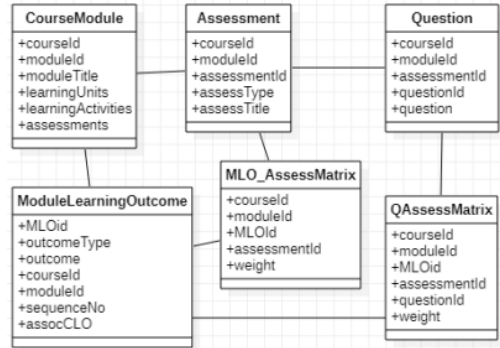 CourseModule
+courseId
+moduleId
+moduleTitle
+learningUnits
+learningActivities
+assessments
Assessment
+courseId
+moduleId
+assessmentId
+assessType
+assessTitle
Question
+courseId
+moduleId
+assessmentId
+questionId
+question
ModuleLearningOutcome
+MLOid
+outcomeType
+outcome
+courseId
+moduleId
+sequenceNo
+assocCLO
MLO_AssessMatrix
+courseId
+moduleId
+MLOId
+assessmentId
+weight
QAssessMatrix
+courseId
+moduleId
+MLOid
+assessmentId
+questionId
+weight